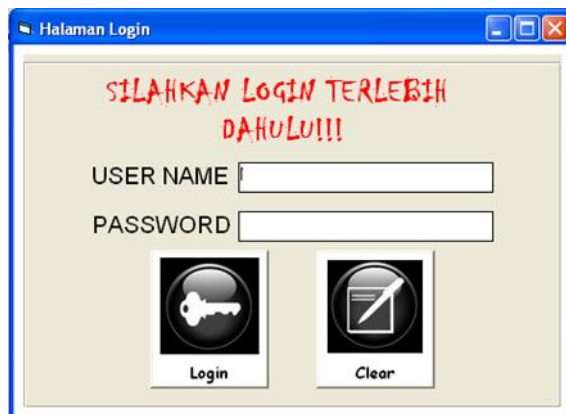 Halaman Login
SILAHKAN LOGIN TERLEBIH
DAHULU!!!
USER NAME
PASSWORD
Login Clear